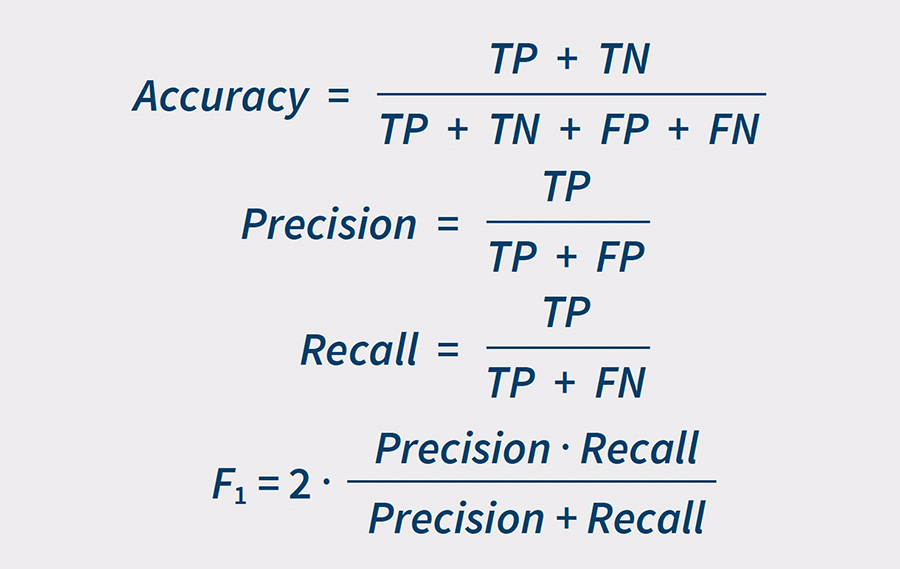 Accuracy = TP + TN
TP + TN + FP + FN
Precision = TP
TP + FP
Recall = TP
TP + FN
F₁ = 2 · Precision · Recall
Precision + Recall